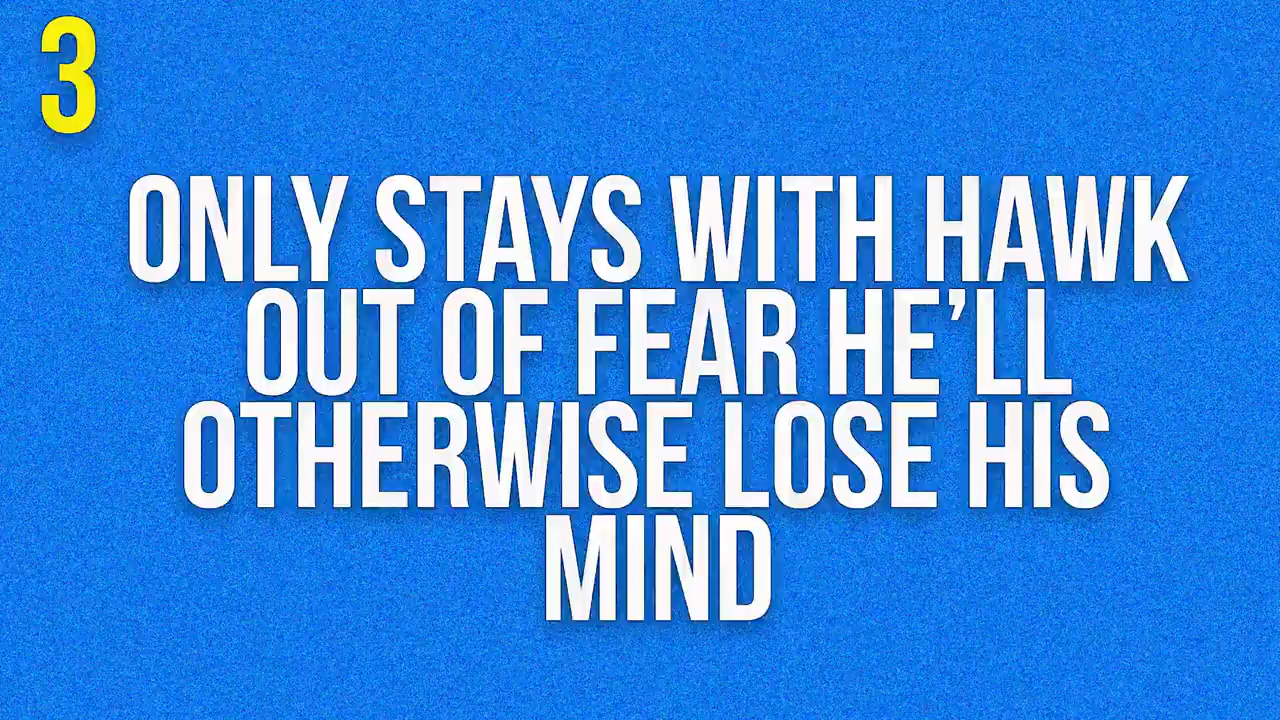 3
ONLY STAYS WITH HAWK
OUT OF FEAR HE’LL
OTHERWISE LOSE HIS
MIND